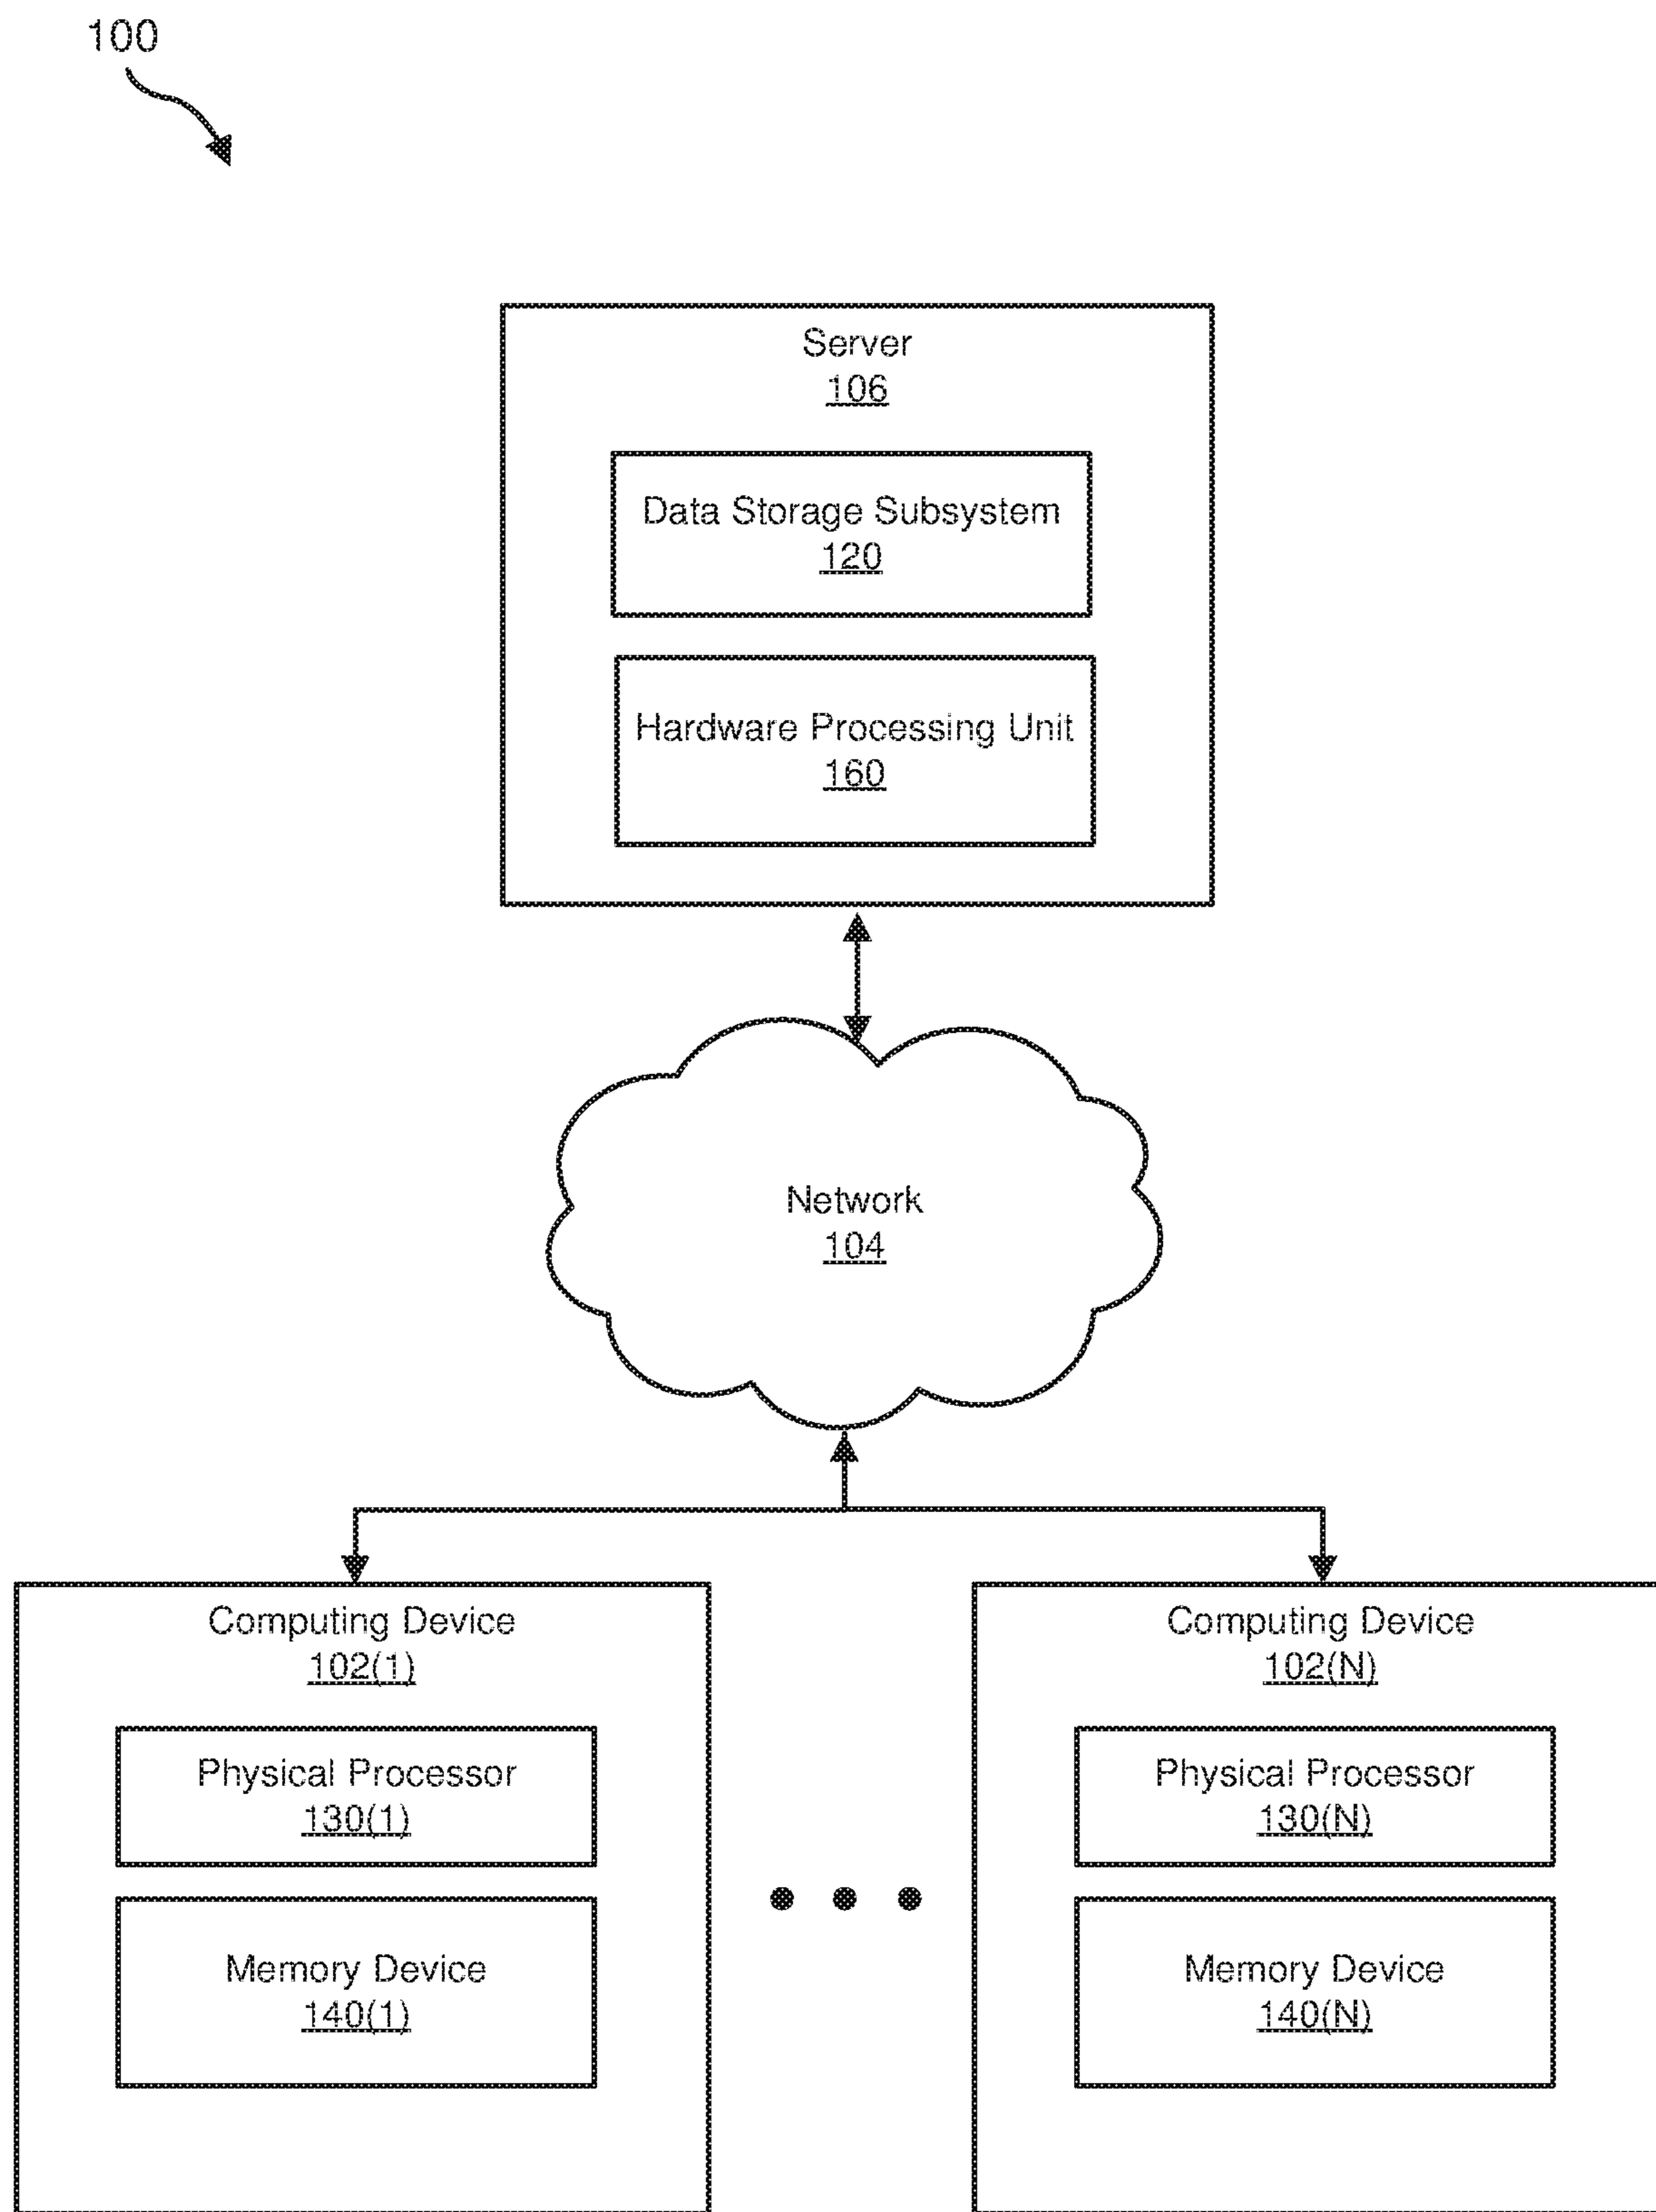 100
Server
106
Data Storage Subsystem
120
Hardware Processing Unit
160
Network
104
Computing Device
102(1)
Physical Processor
130(1)
Memory Device
140(1)
Computing Device
102(N)
Physical Processor
130(N)
Memory Device
140(N)